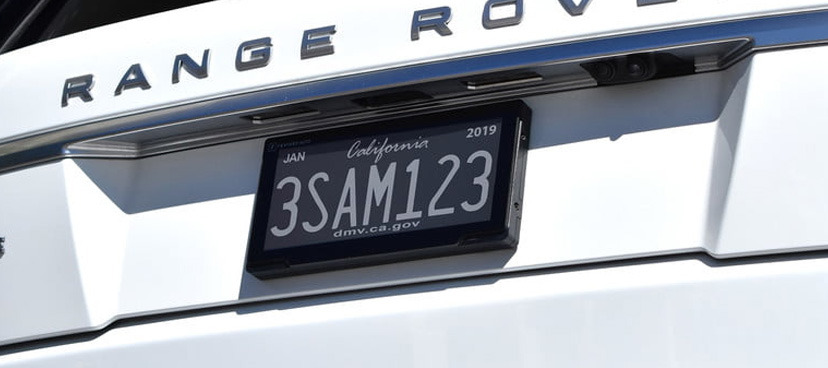 RANGE ROVE
JAN California 2019
3SAM123
dmv.ca.gov